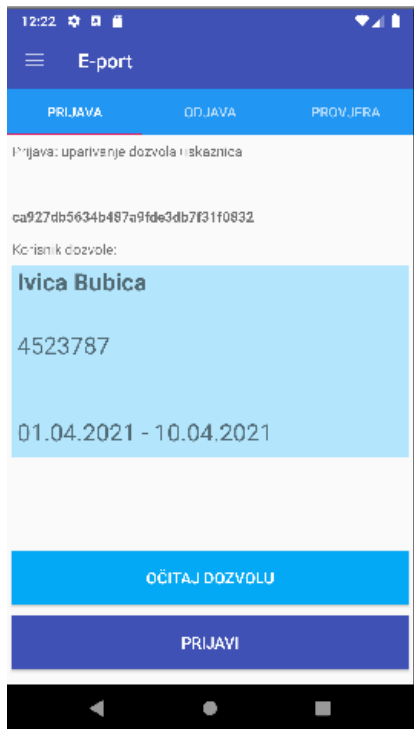 12:22
E-port
PRIJAVA ODJAVA PROVJERA
Prijava: uparivanje dozvola iskaznica
ca927db5634b487a9fde3db7f31f0832
Korisnik dozvole:
Ivica Bubica
4523787
01.04.2021 - 10.04.2021
OČITAJ DOZVOLU
PRIJAVI